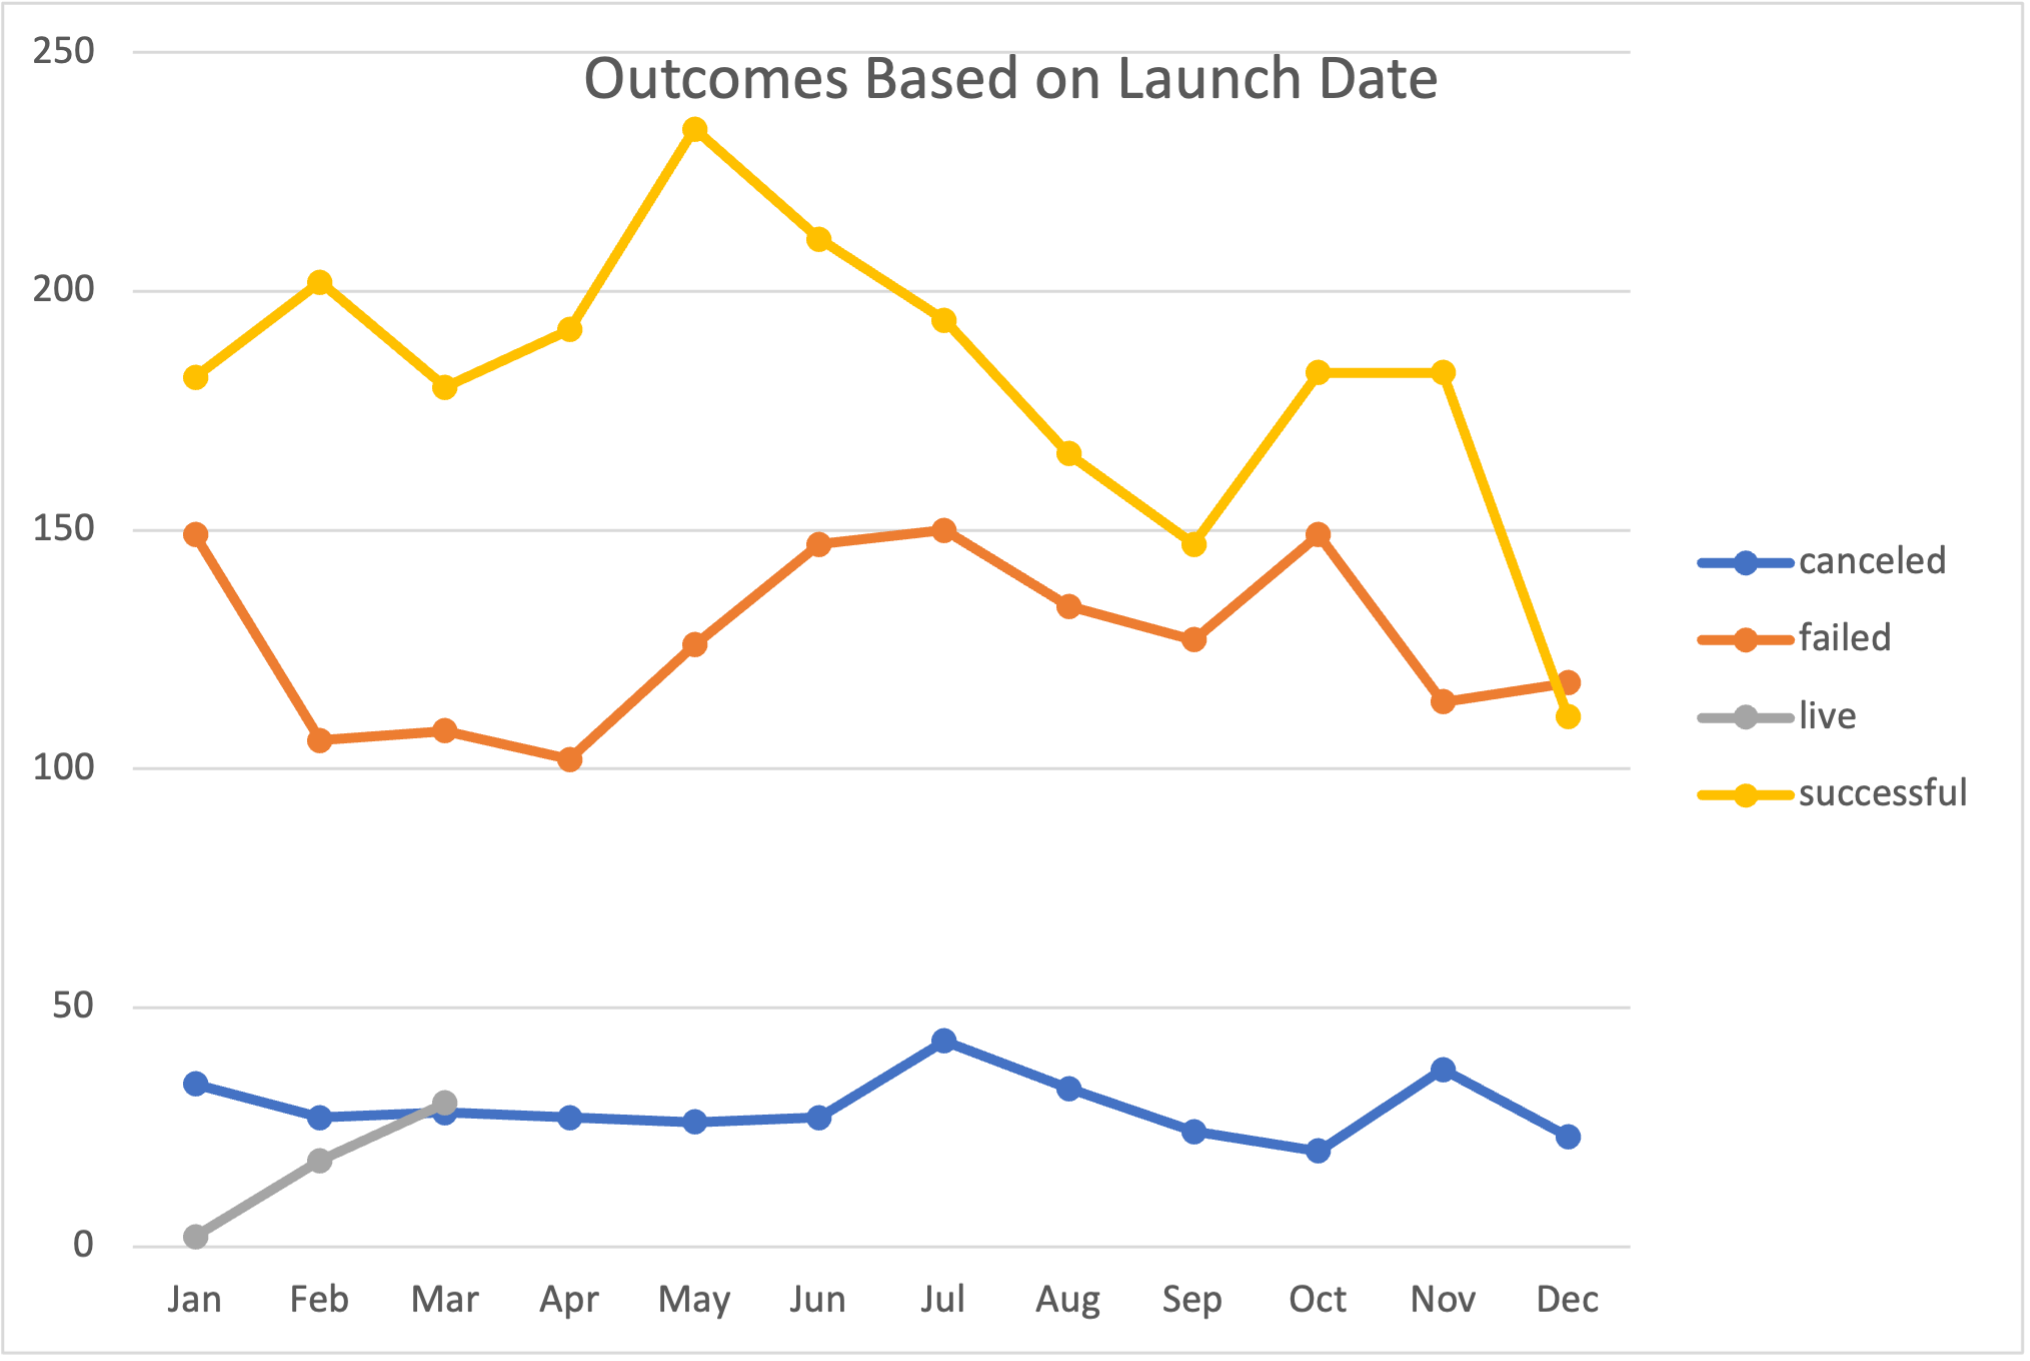 Outcomes Based on Launch Date
250
200
150
100
50
0
Jan Feb Mar Apr May Jun Jul Aug Sep Oct Nov Dec
canceled
failed
live
successful